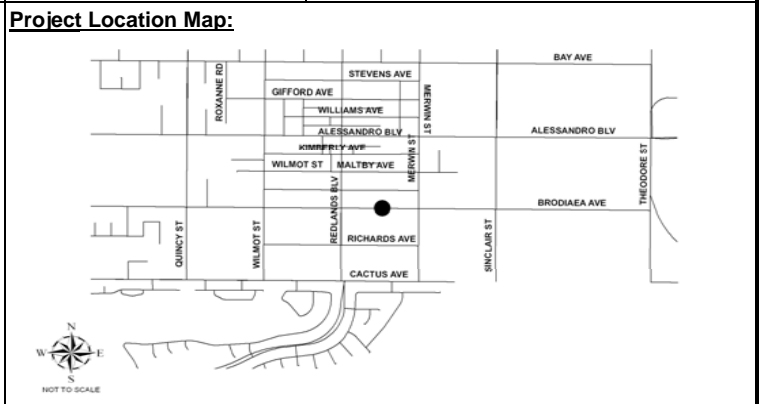 Project Location Map:
BAY AVE
STEVENS AVE
ROXANNE RD
GIFFORD AVE
MERWIN ST
WILLIAMS AVE
ALESSANDRO BLV
ALESSANDRO BLV
KIMBERLY AVE
MERWIN ST
WILMOT ST
MALTBY AVE
THEODORE ST
REDLANDS BLV
BRODIAEA AVE
QUINCY ST
WILMOT ST
SINCLAIR ST
RICHARDS AVE
CACTUS AVE
N
W
E
S
NOT TO SCALE